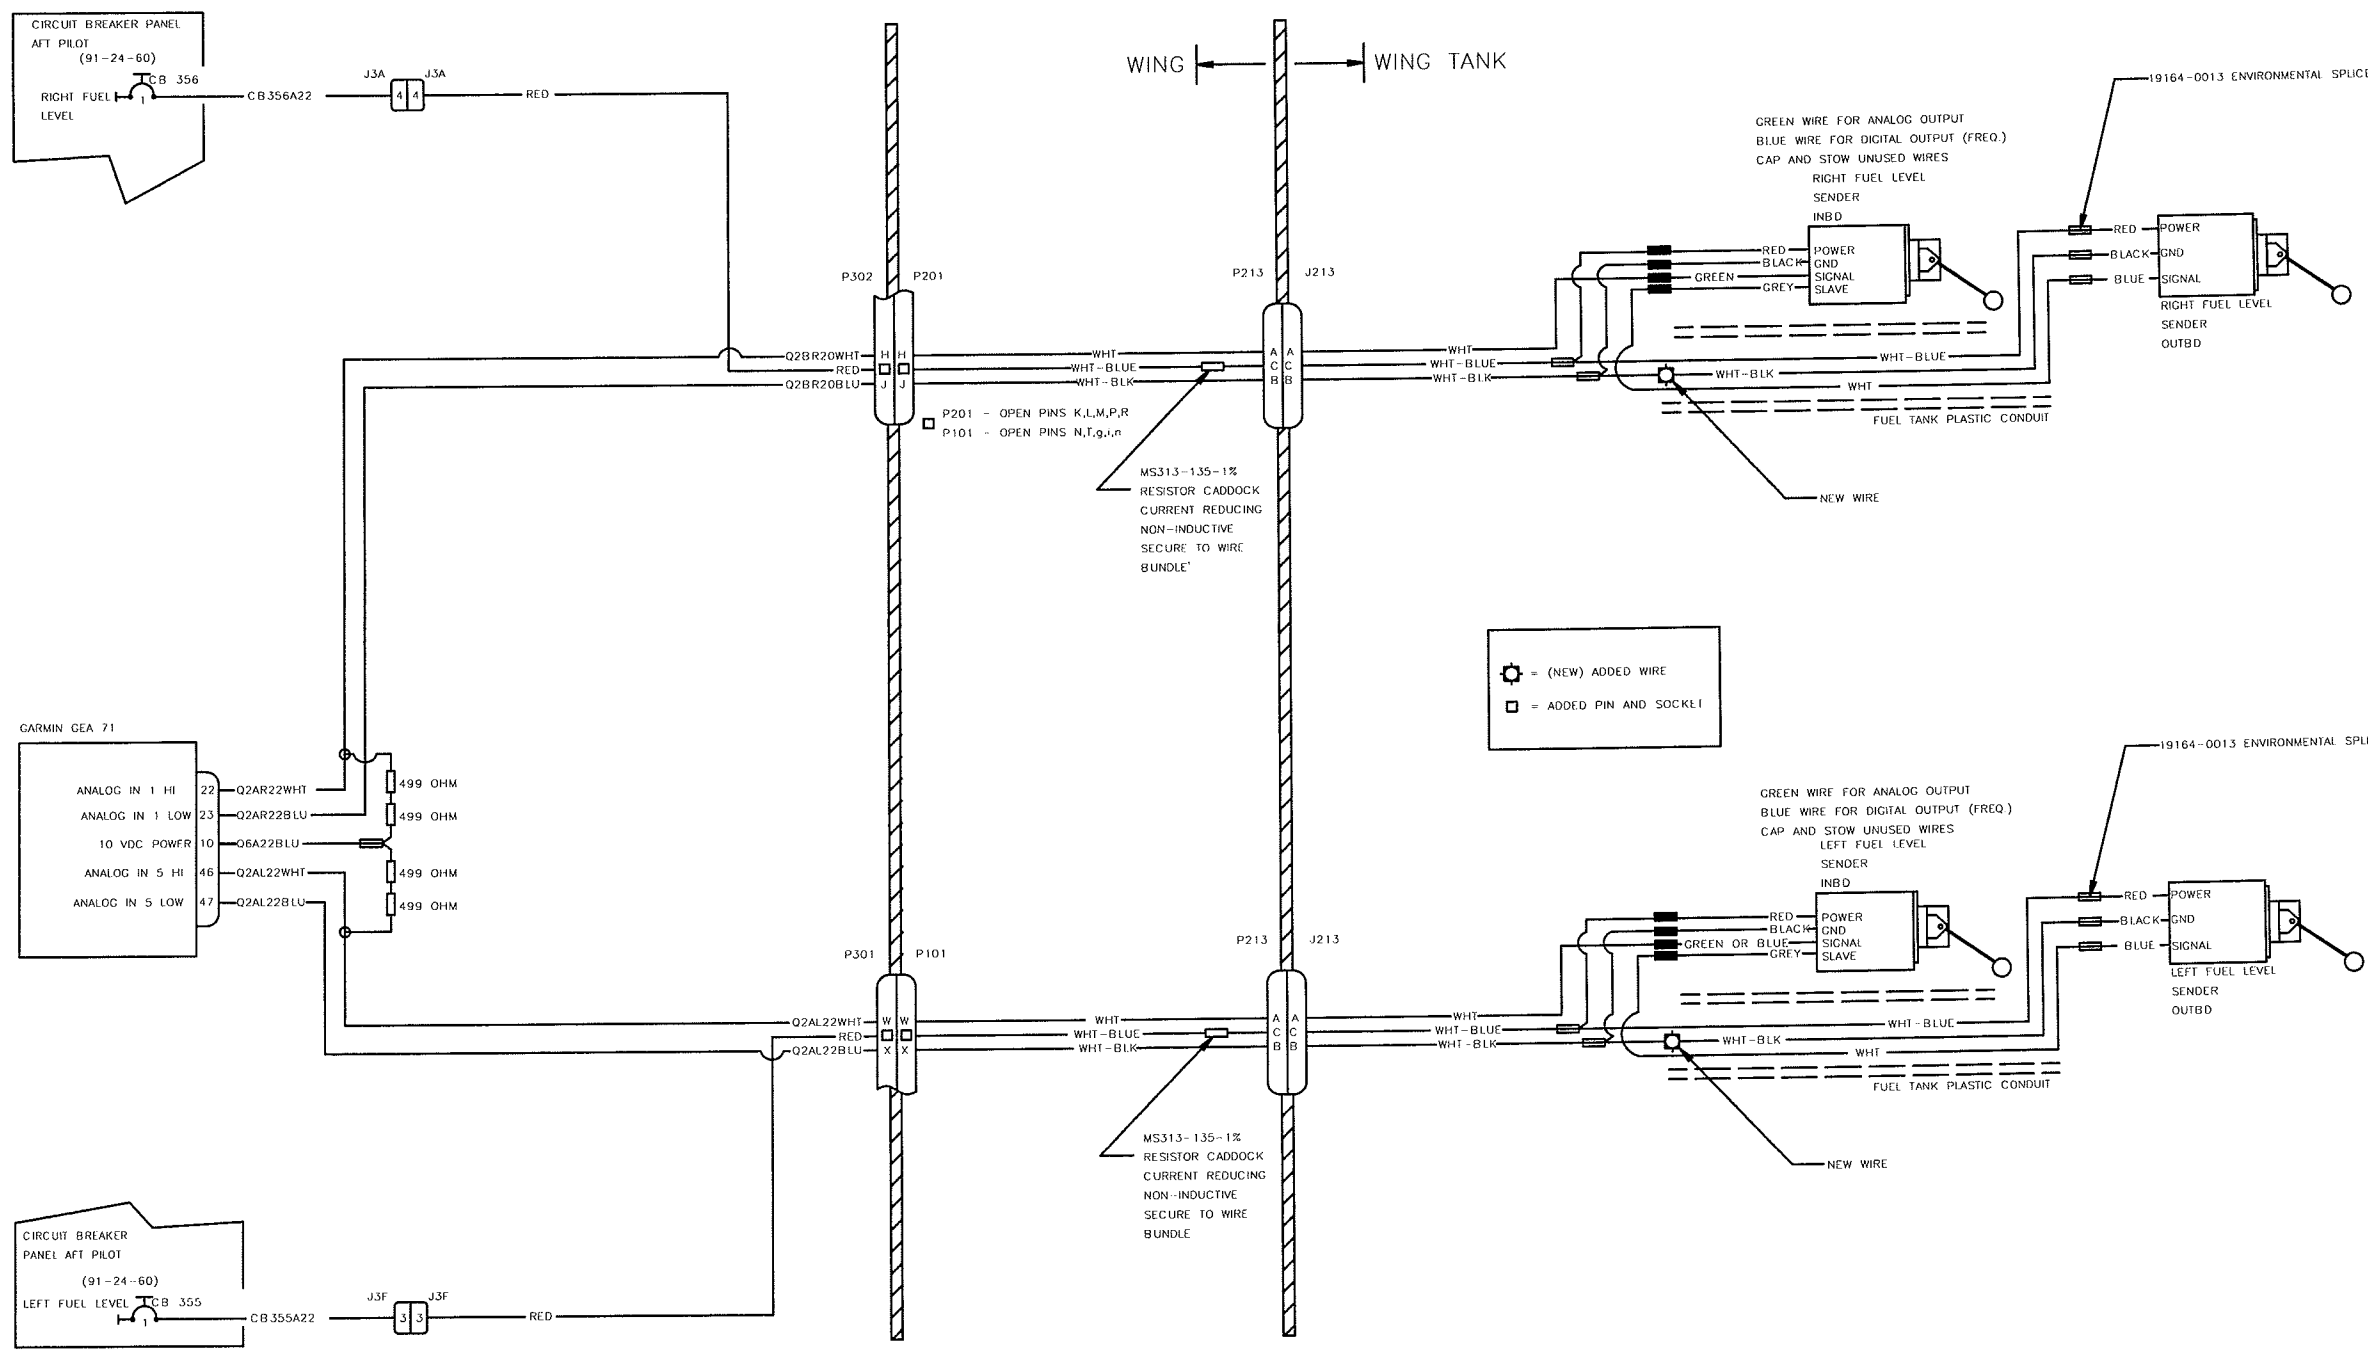 CIRCUIT BREAKER PANEL
AFT PILOT
(91-24-60)
CB 356
RIGHT FUEL
LEVEL
1
CB356A22
J3A
J3A
4 4
RED
WING
WING TANK
19164-0013 ENVIRONMENTAL SPLICE
GREEN WIRE FOR ANALOG OUTPUT
BLUE WIRE FOR DIGITAL OUTPUT (FREQ.)
CAP AND STOW UNUSED WIRES
RIGHT FUEL LEVEL
SENDER
INBD
RED
POWER
BLACK
GND
GREEN
SIGNAL
GREY
SLAVE
RED
POWER
BLACK
GND
BLUE
SIGNAL
RIGHT FUEL LEVEL
SENDER
OUTBD
P302
P201
P213
J213
Q2BR20WHT
H H
WHT
A A
WHT
RED
WHT-BLUE
C C
WHT-BLUE
WHT-BLUE
Q2BR20BLU
J J
WHT-BLK
B B
WHT-BLK
WHT-BLK
WHT
P201 - OPEN PINS K,L,M,P,R
P101 - OPEN PINS N,T,g,i,n
FUEL TANK PLASTIC CONDUIT
MS313-135-1%
RESISTOR CADDOCK
CURRENT REDUCING
NON-INDUCTIVE
SECURE TO WIRE
BUNDLE'
NEW WIRE
= (NEW) ADDED WIRE
= ADDED PIN AND SOCKET
GARMIN GEA 71
ANALOG IN 1 HI
22
Q2AR22WHT
ANALOG IN 1 LOW
23
Q2AR22BLU
10 VDC POWER
10
Q6A22BLU
ANALOG IN 5 HI
46
Q2AL22WHT
ANALOG IN 5 LOW
47
Q2AL22BLU
499 OHM
499 OHM
499 OHM
499 OHM
19164-0013 ENVIRONMENTAL SPLI
GREEN WIRE FOR ANALOG OUTPUT
BLUE WIRE FOR DIGITAL OUTPUT (FREQ.)
CAP AND STOW UNUSED WIRES
LEFT FUEL LEVEL
SENDER
INBD
RED
POWER
BLACK
GND
GREEN OR BLUE
SIGNAL
GREY
SLAVE
RED
POWER
BLACK
GND
BLUE
SIGNAL
LEFT FUEL LEVEL
SENDER
OUTBD
P301
P101
P213
J213
Q2AL22WHT
W W
WHT
A A
WHT
RED
WHT-BLUE
C C
WHT-BLUE
WHT-BLUE
Q2AL22BLU
X X
WHT-BLK
B B
WHT-BLK
WHT-BLK
WHT
FUEL TANK PLASTIC CONDUIT
MS313-135-1%
RESISTOR CADDOCK
CURRENT REDUCING
NON-INDUCTIVE
SECURE TO WIRE
BUNDLE
NEW WIRE
CIRCUIT BREAKER
PANEL AFT PILOT
(91-24-60)
LEFT FUEL LEVEL
CB 355
1
CB355A22
J3F
J3F
3 3
RED